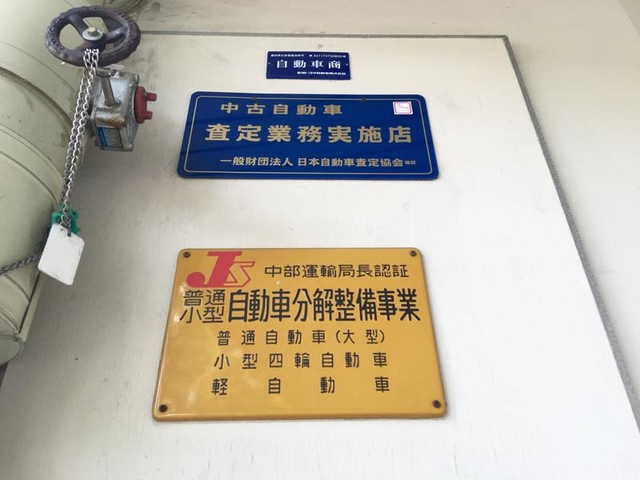 自動車商
中古自動車
査定業務実施店
一般財団法人 日本自動車査定協会
JS 中部運輸局長認証
普通
小型 自動車分解整備事業
普通自動車(大型)
小型四輪自動車
軽自動車